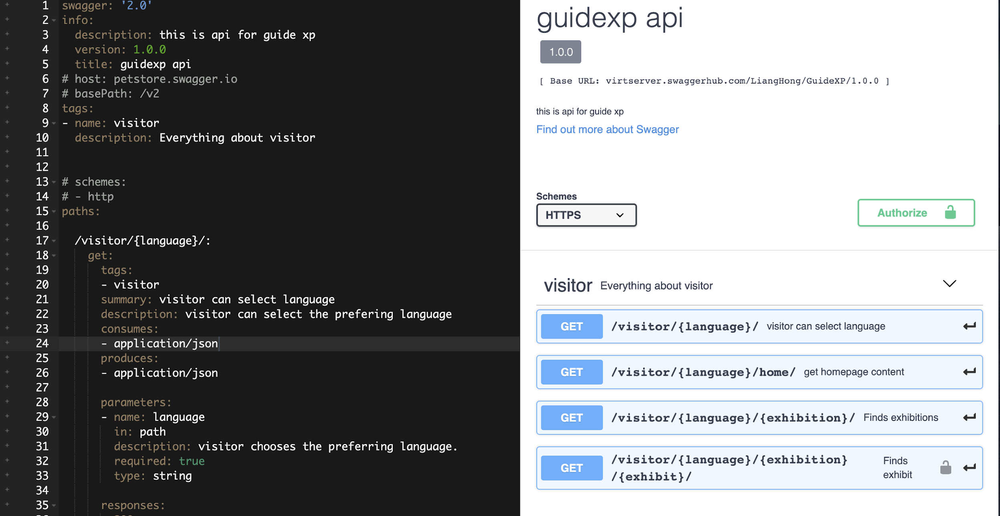 1 swagger: '2.0'
2 info:
3 description: this is api for guide xp
4 version: 1.0.0
5 title: guidexp api
6 # host: petstore.swagger.io
7 # basePath: /v2
8 tags:
9 - name: visitor
10 description: Everything about visitor
11
12
13 # schemes:
14 # - http
15 paths:
16
17 /visitor/{language}/:
18 get:
19 tags:
20 - visitor
21 summary: visitor can select language
22 description: visitor can select the prefering language
23 consumes:
24 - application/json
25 produces:
26 - application/json
27
28 parameters:
29 - name: language
30 in: path
31 description: visitor chooses the preferring language.
32 required: true
33 type: string
34
35 responses:
guidexp api
1.0.0
[ Base URL: virtserver.swaggerhub.com/LiangHong/GuideXP/1.0.0 ]
this is api for guide xp
Find out more about Swagger
Schemes
HTTPS
Authorize
visitor Everything about visitor
GET /visitor/{language}/ visitor can select language
GET /visitor/{language}/home/ get homepage content
GET /visitor/{language}/{exhibition}/ Finds exhibitions
GET /visitor/{language}/{exhibition} Finds
/{exhibit}/ exhibit